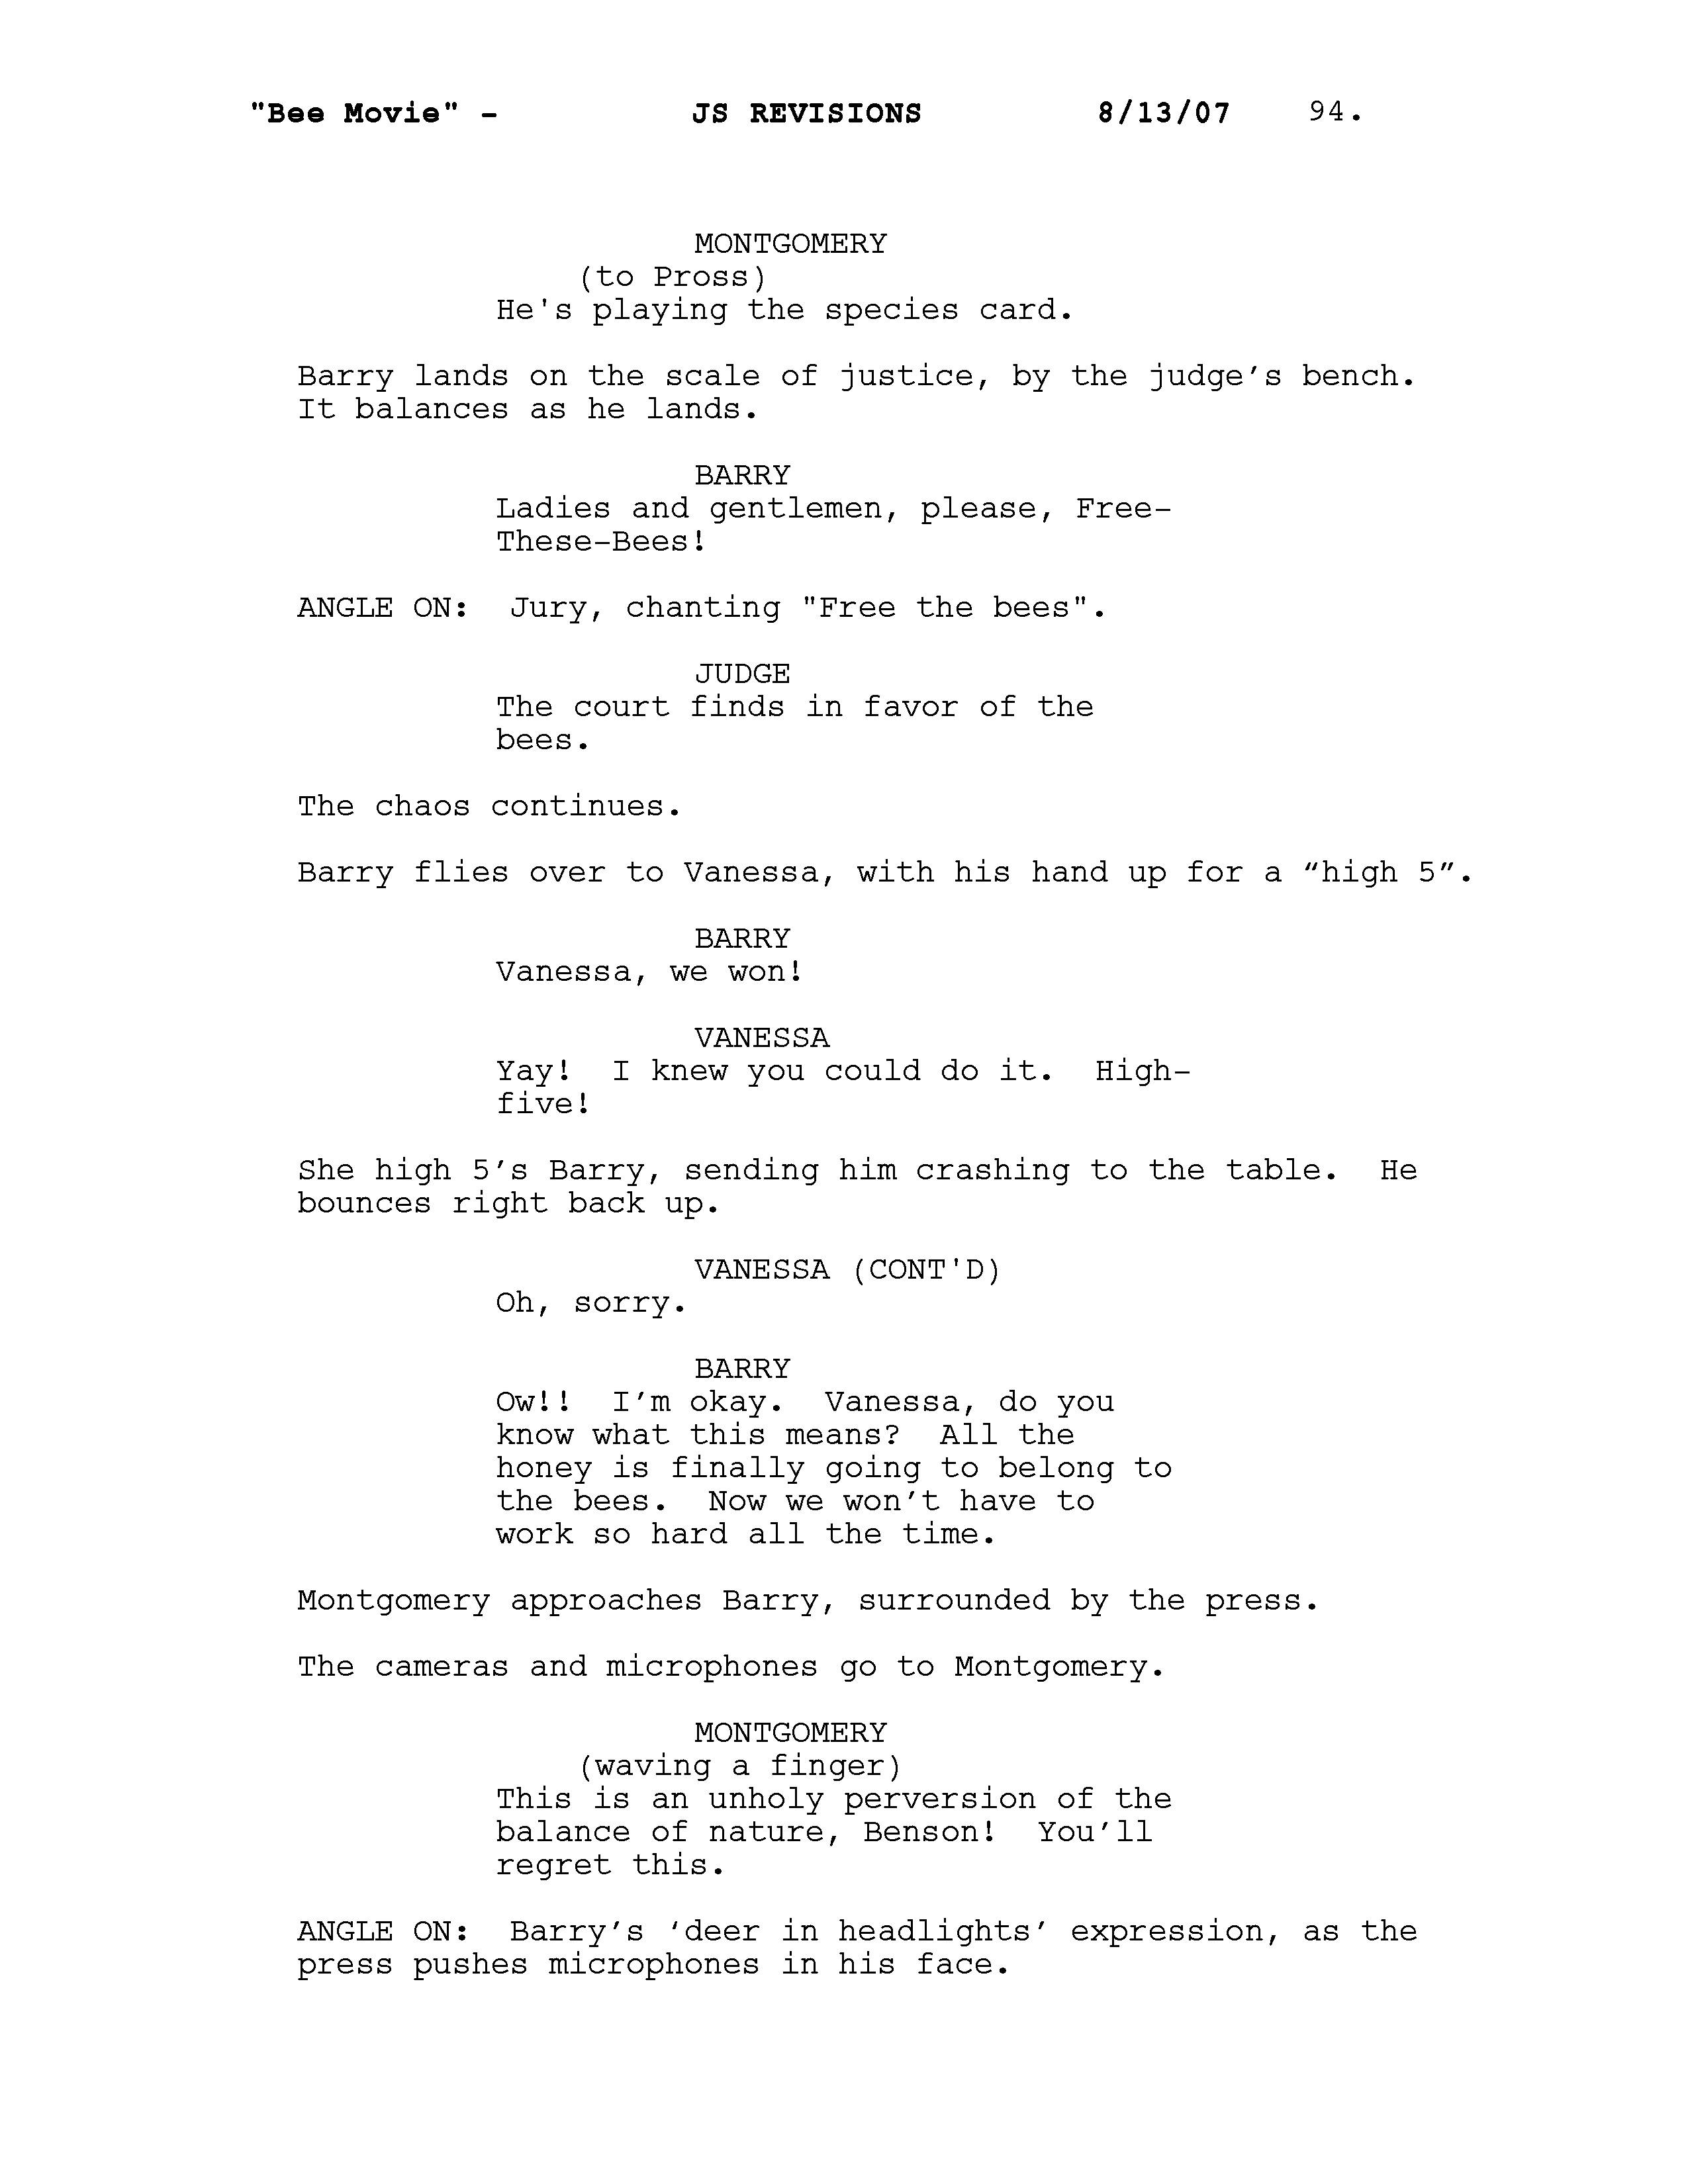 "Bee Movie" - JS REVISIONS 8/13/07 94.
MONTGOMERY
(to Pross)
He's playing the species card.
Barry lands on the scale of justice, by the judge’s bench.
It balances as he lands.
BARRY
Ladies and gentlemen, please, Free-
These-Bees!
ANGLE ON:  Jury, chanting "Free the bees".
JUDGE
The court finds in favor of the
bees.
The chaos continues.
Barry flies over to Vanessa, with his hand up for a “high 5”.
BARRY
Vanessa, we won!
VANESSA
Yay!  I knew you could do it.  High-
five!
She high 5’s Barry, sending him crashing to the table.  He
bounces right back up.
VANESSA (CONT'D)
Oh, sorry.
BARRY
Ow!!  I’m okay.  Vanessa, do you
know what this means?  All the
honey is finally going to belong to
the bees.  Now we won’t have to
work so hard all the time.
Montgomery approaches Barry, surrounded by the press.
The cameras and microphones go to Montgomery.
MONTGOMERY
(waving a finger)
This is an unholy perversion of the
balance of nature, Benson!  You’ll
regret this.
ANGLE ON:  Barry’s ‘deer in headlights’ expression, as the
press pushes microphones in his face.